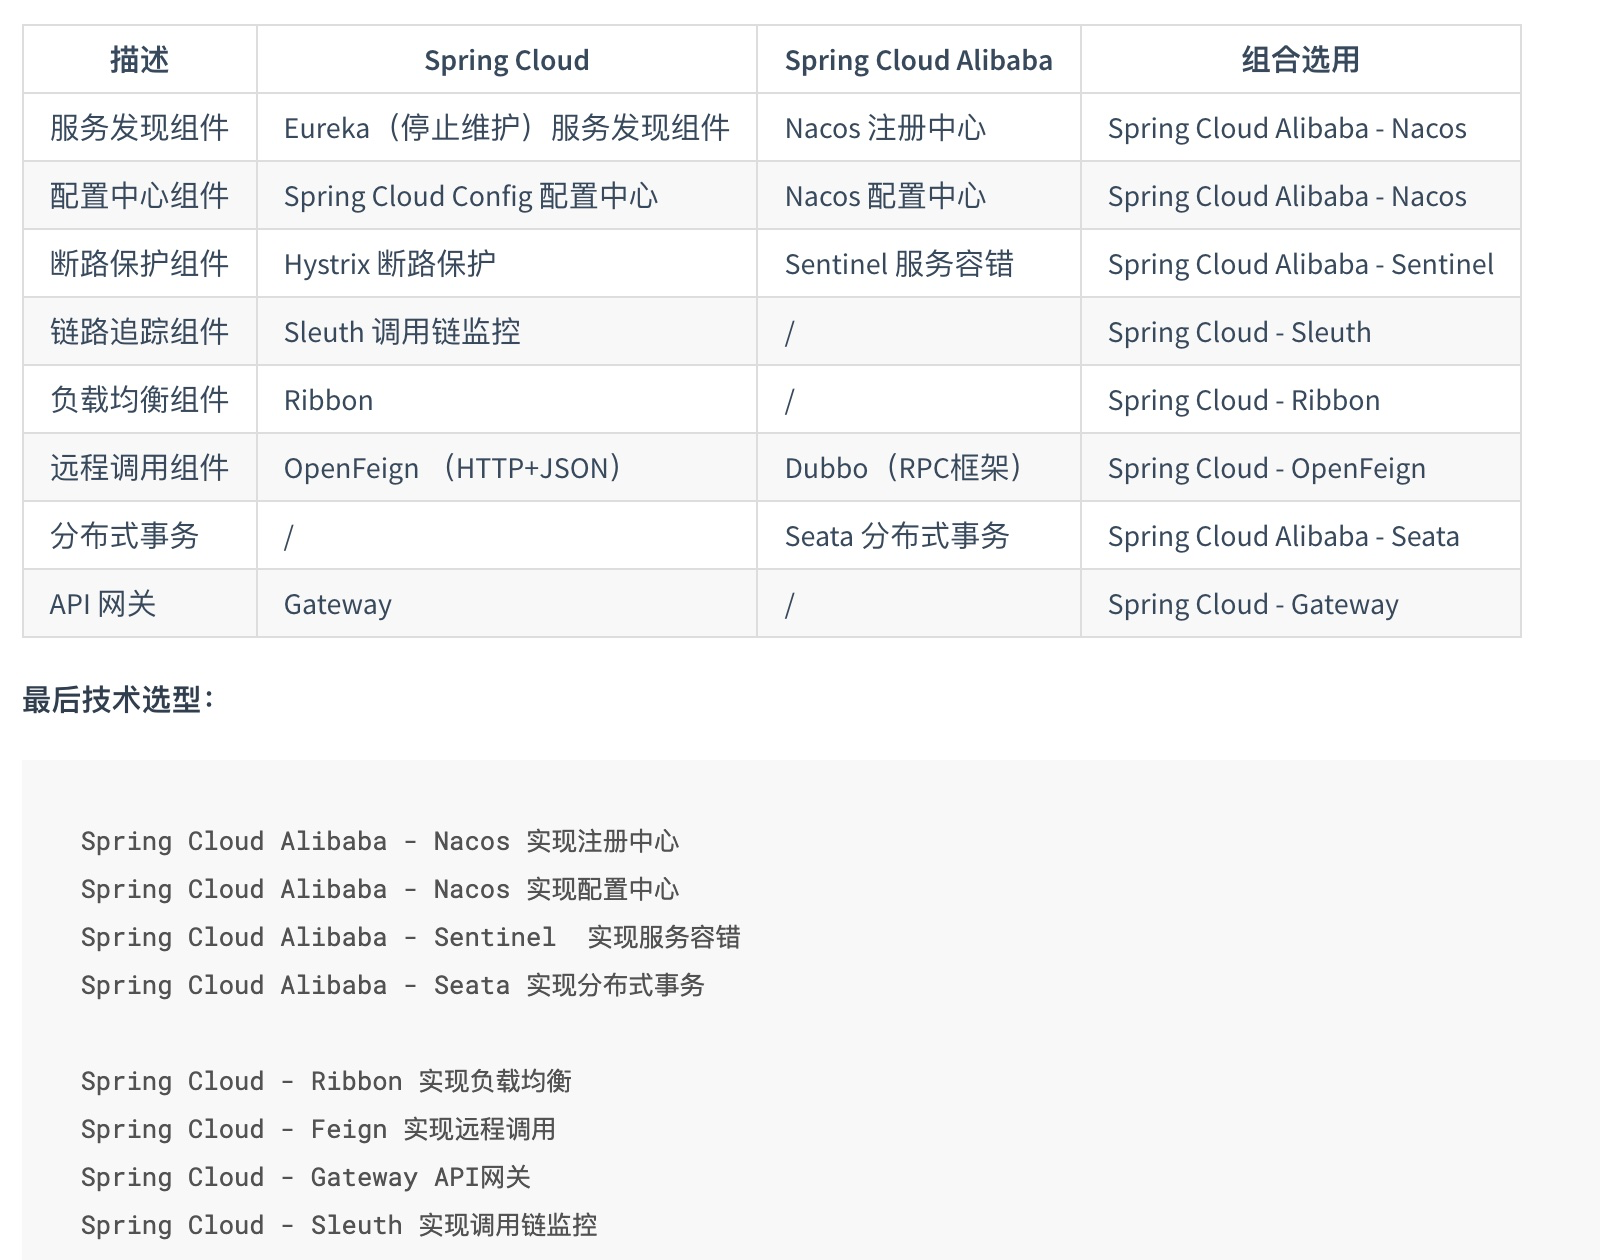 描述 Spring Cloud Spring Cloud Alibaba 组合选用
服务发现组件 Eureka（停止维护）服务发现组件 Nacos 注册中心 Spring Cloud Alibaba - Nacos
配置中心组件 Spring Cloud Config 配置中心 Nacos 配置中心 Spring Cloud Alibaba - Nacos
断路保护组件 Hystrix 断路保护 Sentinel 服务容错 Spring Cloud Alibaba - Sentinel
链路追踪组件 Sleuth 调用链监控 / Spring Cloud - Sleuth
负载均衡组件 Ribbon / Spring Cloud - Ribbon
远程调用组件 OpenFeign （HTTP+JSON） Dubbo（RPC框架） Spring Cloud - OpenFeign
分布式事务 / Seata 分布式事务 Spring Cloud Alibaba - Seata
API 网关 Gateway / Spring Cloud - Gateway
最后技术选型：
Spring Cloud Alibaba - Nacos 实现注册中心
Spring Cloud Alibaba - Nacos 实现配置中心
Spring Cloud Alibaba - Sentinel  实现服务容错
Spring Cloud Alibaba - Seata 实现分布式事务
Spring Cloud - Ribbon 实现负载均衡
Spring Cloud - Feign 实现远程调用
Spring Cloud - Gateway API网关
Spring Cloud - Sleuth 实现调用链监控